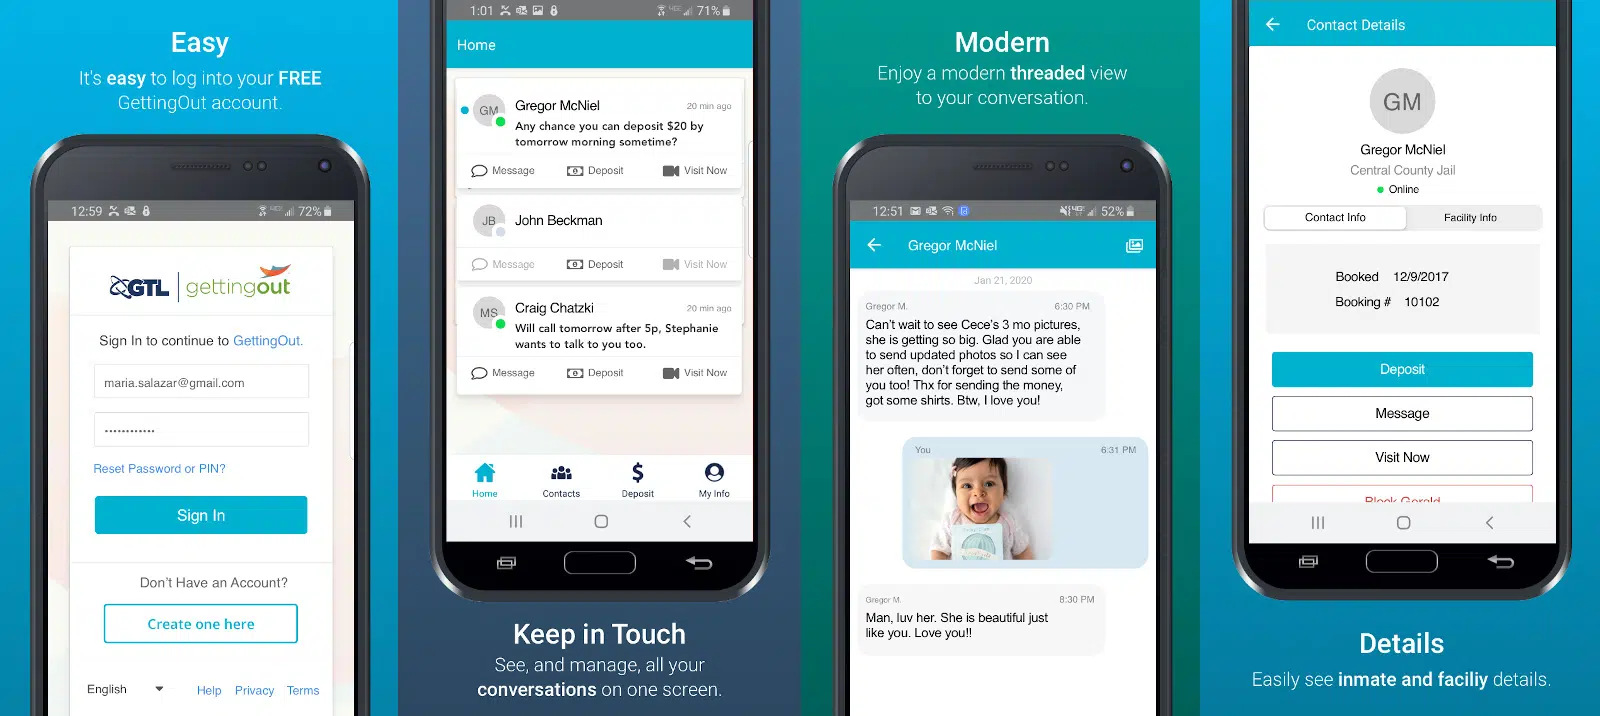 Easy
It's easy to log into your FREE
GettingOut account.
12:59 72%
GTL gettingout
Sign In to continue to GettingOut.
maria.salazar@gmail.com
············
Reset Password or PIN?
Sign In
Don't Have an Account?
Create one here
English Help Privacy Terms
1:01 71%
Home
GM Gregor McNiel 20 min ago
Any chance you can deposit $20 by
tomorrow morning sometime?
Message Deposit Visit Now
JB John Beckman
Message Deposit Visit Now
MS Craig Chatzki 20 min ago
Will call tomorrow after 5p, Stephanie
wants to talk to you too.
Message Deposit Visit Now
Home Contacts Deposit My Info
Keep in Touch
See, and manage, all your
conversations on one screen.
Modern
Enjoy a modern threaded view
to your conversation.
12:51 52%
Gregor McNiel
Jan 21, 2020
Gregor M. 6:30 PM
Can't wait to see Cece's 3 mo pictures,
she is getting so big. Glad you are able
to send updated photos so I can see
her often, don't forget to send some of
you too! Thx for sending the money,
got some shirts. Btw, I love you!
You 6:31 PM
Gregor M. 8:30 PM
Man, luv her. She is beautiful just
like you. Love you!!
Contact Details
GM
Gregor McNiel
Central County Jail
Online
Contact Info Facility Info
Booked 12/9/2017
Booking # 10102
Deposit
Message
Visit Now
Block Gerald
Details
Easily see inmate and faciliy details.